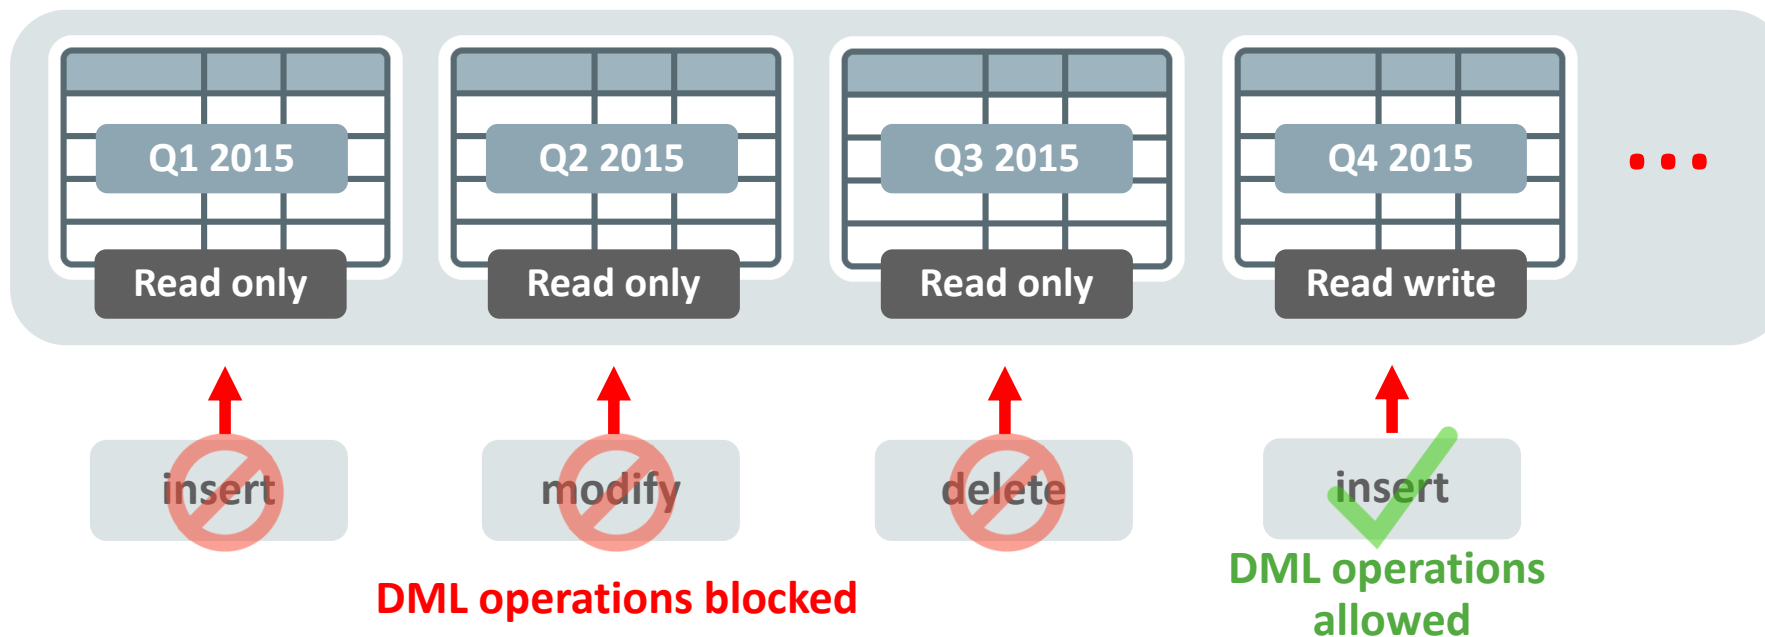 Q1 2015
Q2 2015
Q3 2015
Q4 2015
...
Read only
Read only
Read only
Read write
insert
modify
delete
insert
DML operations blocked
DML operations
allowed